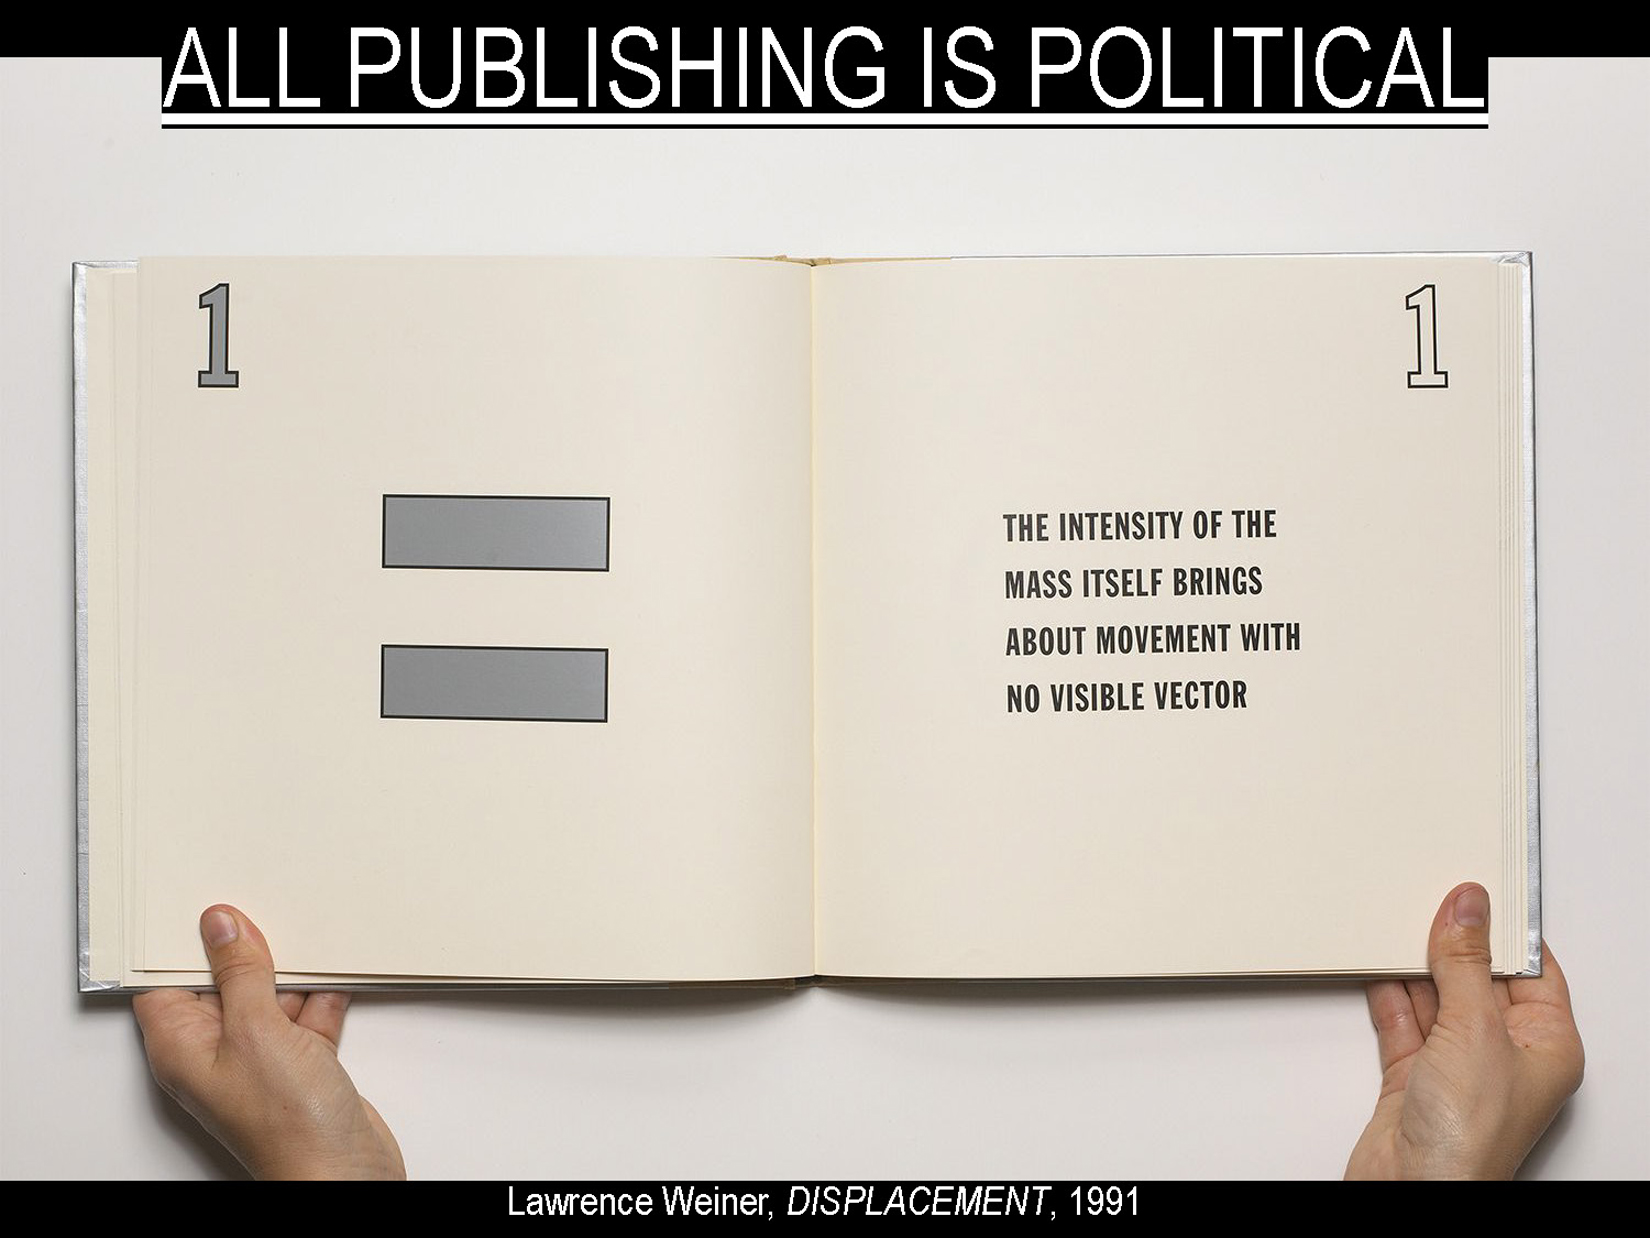 ALL PUBLISHING IS POLITICAL
1
1
THE INTENSITY OF THE
MASS ITSELF BRINGS
ABOUT MOVEMENT WITH
NO VISIBLE VECTOR
Lawrence Weiner, DISPLACEMENT, 1991